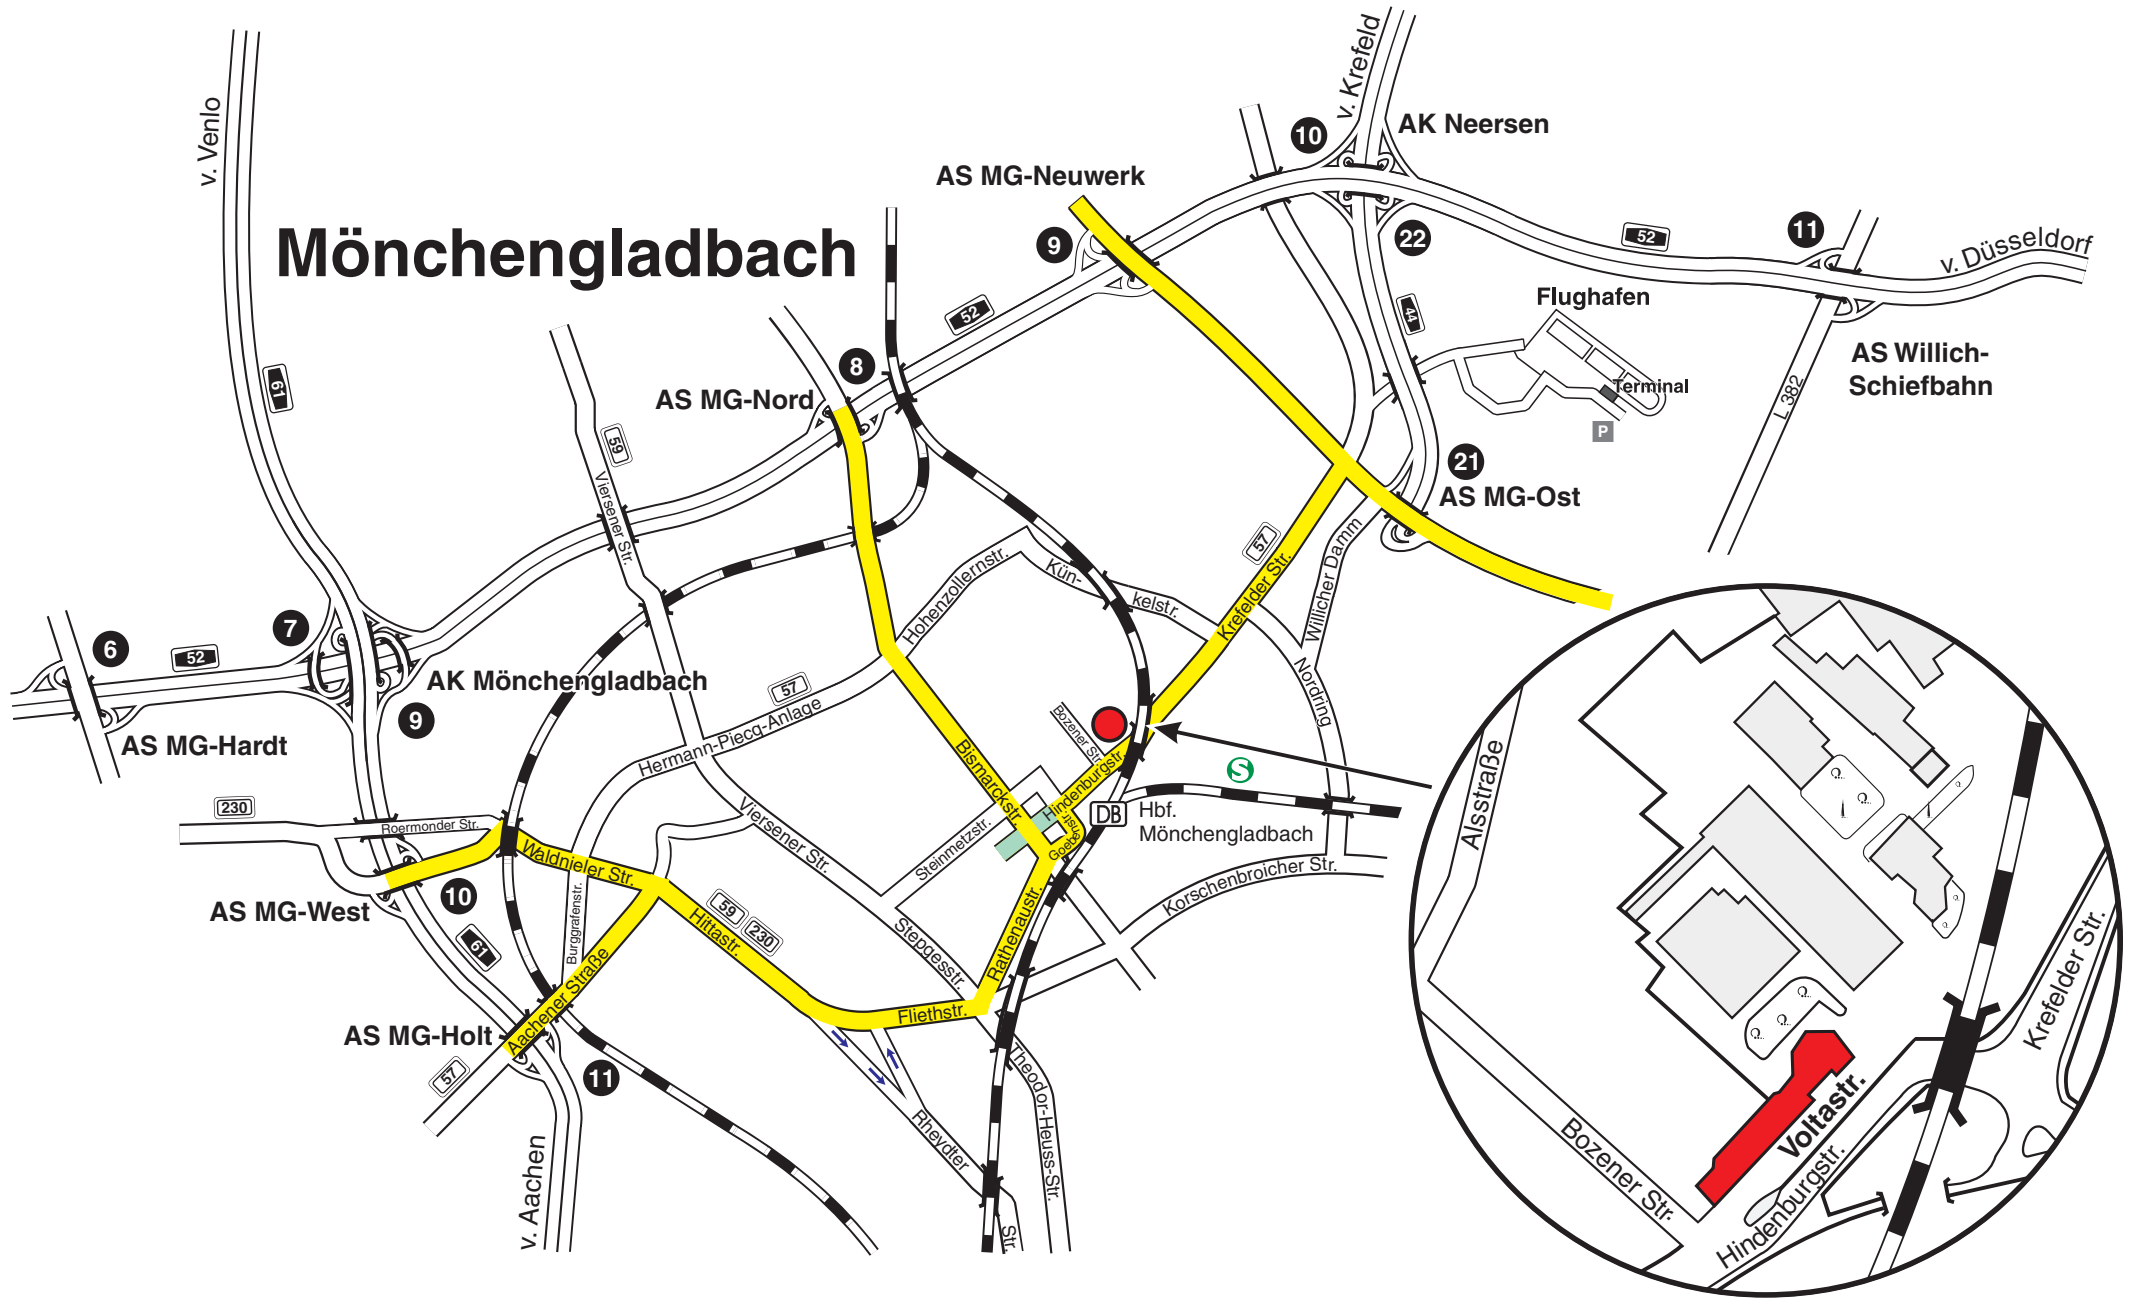 v. Krefeld
AK Neersen
10
v. Venlo
AS MG-Neuwerk
9
22
52
11
v. Düsseldorf
Mönchengladbach
Flughafen
52
44
8
AS Willich-
Schiefbahn
61
AS MG-Nord
Terminal
L 382
P
59
21
AS MG-Ost
Viersener Str.
57
Krefelder Str.
Willicher Damm
Hohenzollernstr.
Kün-
kelstr.
7
6
52
AK Mönchengladbach
9
57
Nordring
AS MG-Hardt
Hermann-Piecq-Anlage
Bozener Str.
Bismarckstr.
Hindenburgstr.
S
Alsstraße
230
Roermonder Str.
Viersener Str.
DB
Hbf.
Mönchengladbach
Steinmetzstr.
Hindenburgstr.
Goebenstr.
Waldnieler Str.
Korschenbroicher Str.
10
AS MG-West
Burggrafenstr.
59
230
Hittastr.
Stepgesstr.
Rathenaustr.
61
Krefelder Str.
Aachener Straße
Fliethstr.
AS MG-Holt
57
11
Theodor-Heuss-Str.
Voltastr.
Rheydter
Str.
Bozener Str.
Hindenburgstr.
v. Aachen